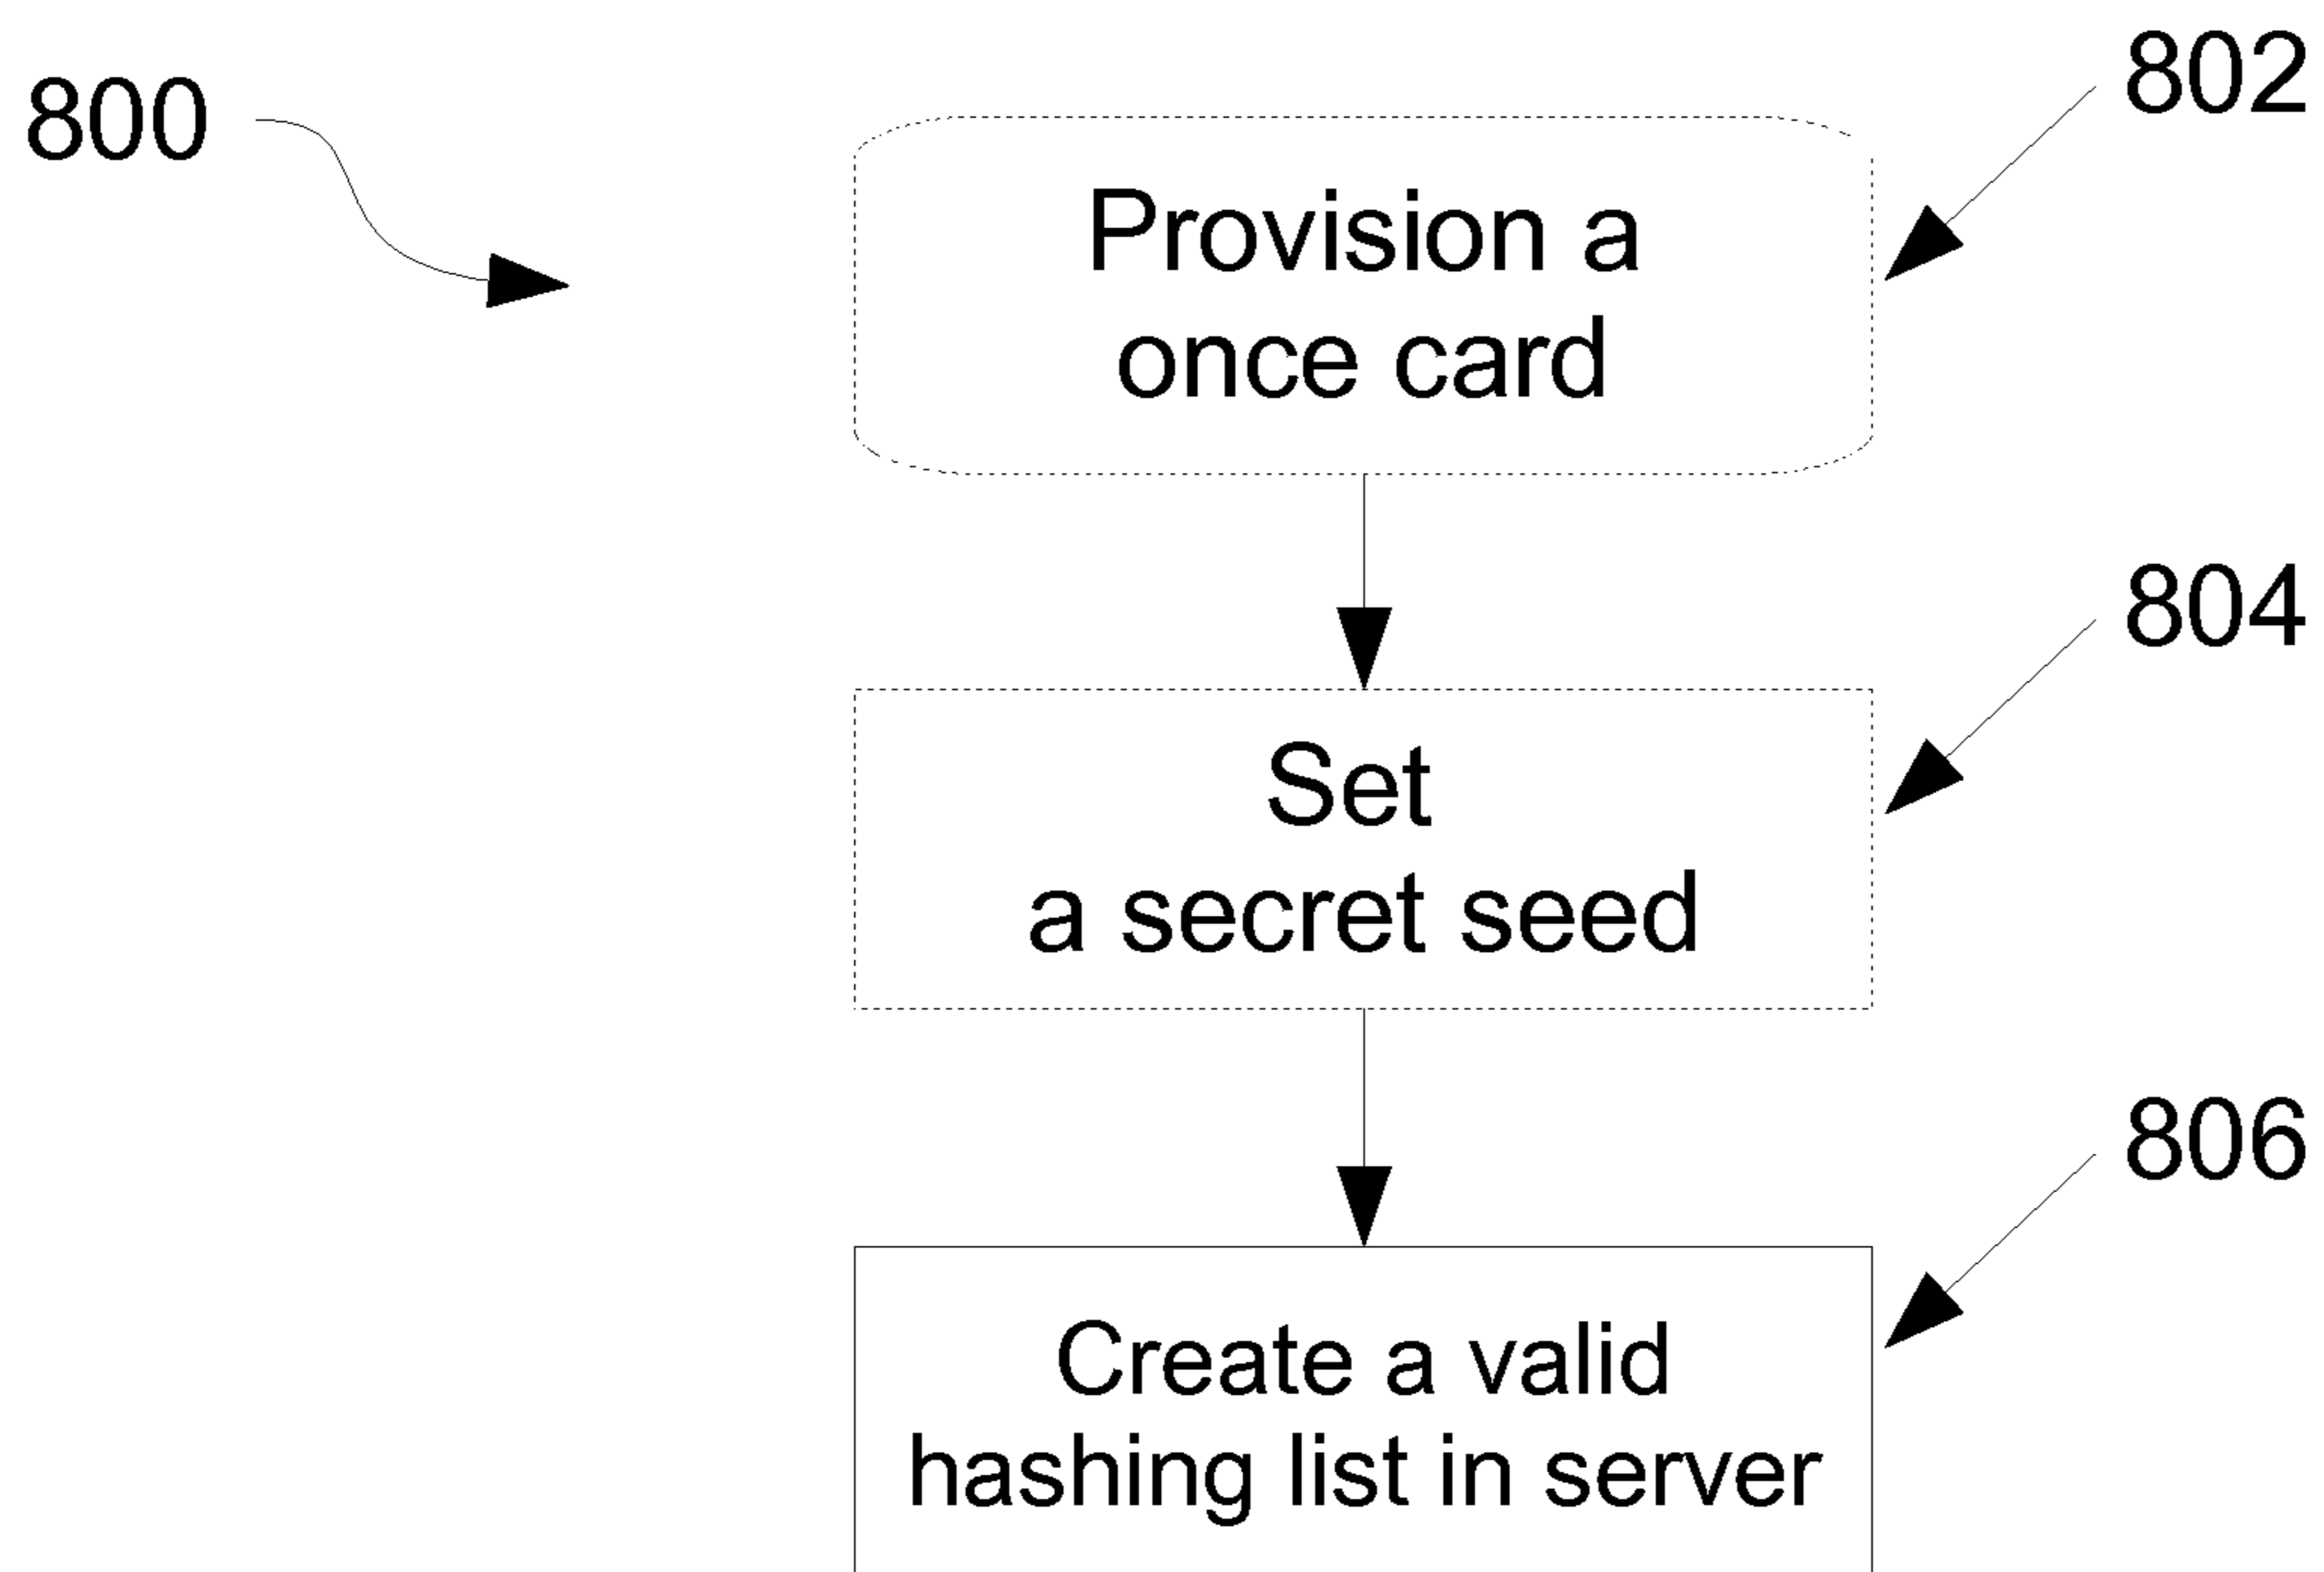 800
802
Provision a
once card
804
Set
a secret seed
806
Create a valid
hashing list in server